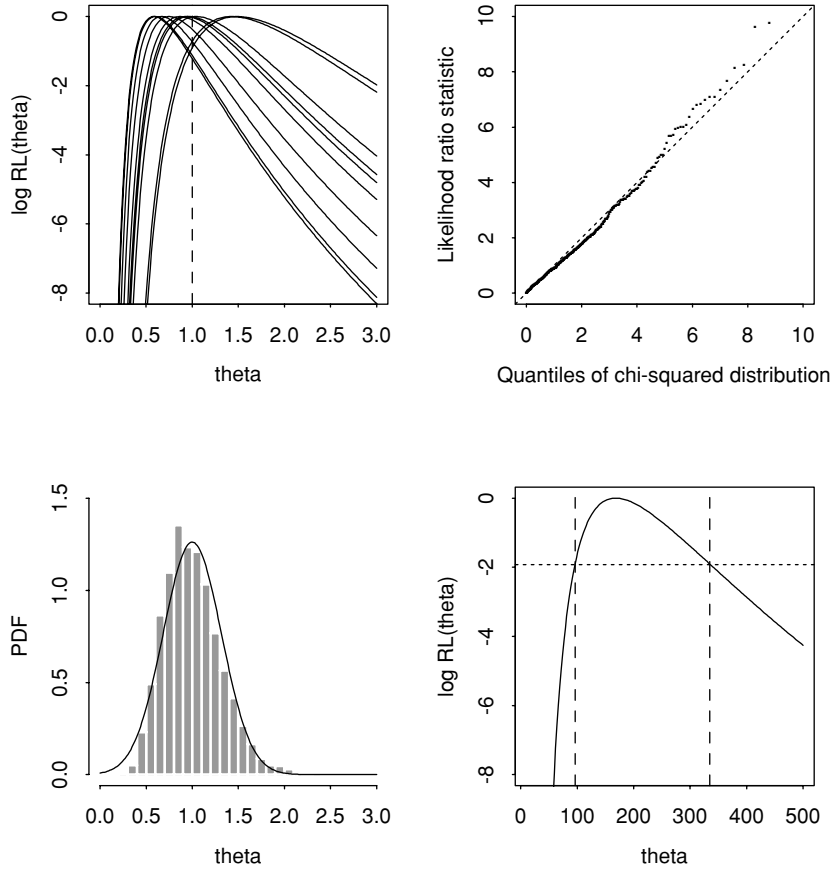 log RL(theta)
0
-2
-4
-6
-8
0.0 0.5 1.0 1.5 2.0 2.5 3.0
theta
Likelihood ratio statistic
10
8
6
4
2
0
0 2 4 6 8 10
Quantiles of chi-squared distribution
PDF
1.5
1.0
0.5
0.0
0.0 0.5 1.0 1.5 2.0 2.5 3.0
theta
log RL(theta)
0
-2
-4
-6
-8
0 100 200 300 400 500
theta